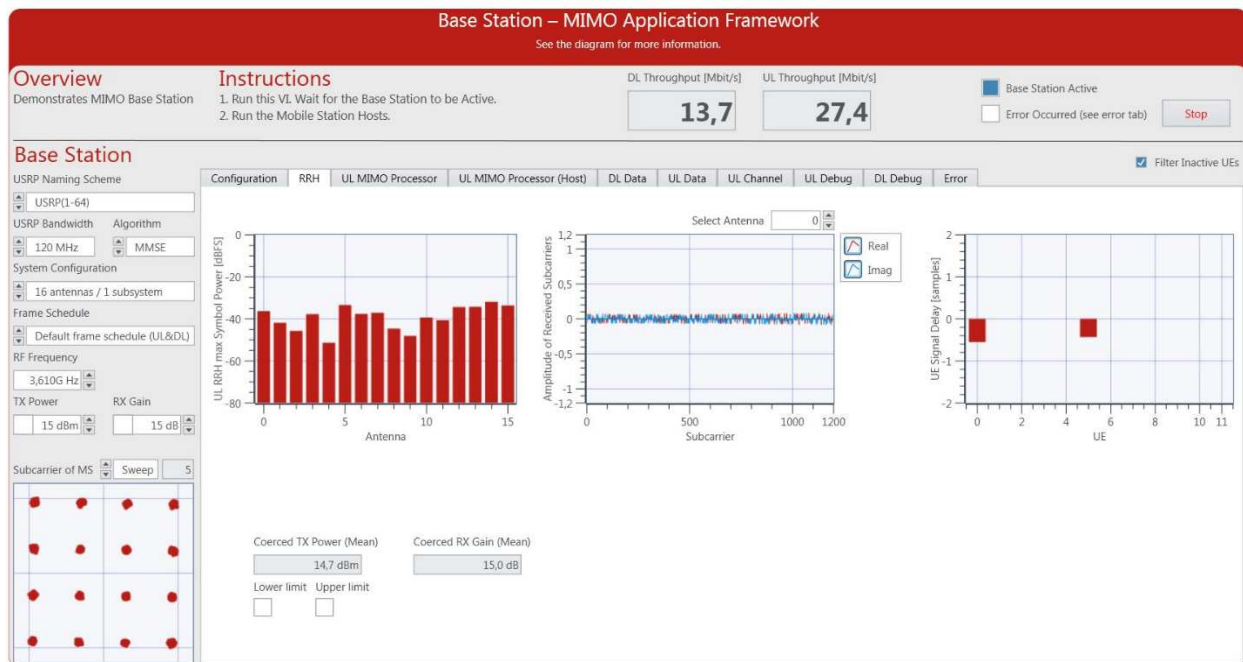 Base Station – MIMO Application Framework
See the diagram for more information.
Overview
Demonstrates MIMO Base Station
Instructions
1. Run this VI. Wait for the Base Station to be Active.
2. Run the Mobile Station Hosts.
DL Throughput [Mbit/s]
13,7
UL Throughput [Mbit/s]
27,4
Base Station Active
Error Occurred (see error tab)
Stop
Base Station
Filter Inactive UEs
USRP Naming Scheme
USRP(1-64)
USRP Bandwidth
Algorithm
120 MHz
MMSE
System Configuration
16 antennas / 1 subsystem
Frame Schedule
Default frame schedule (UL&DL)
RF Frequency
3,610G Hz
TX Power
RX Gain
15 dBm
15 dB
Subcarrier of MS
Sweep
5
Configuration
RRH
UL MIMO Processor
UL MIMO Processor (Host)
DL Data
UL Data
UL Channel
UL Debug
DL Debug
Error
UL RRH max Symbol Power [dBFS]
0
-20
-40
-60
-80
0 5 10 15
Antenna
Select Antenna
0
Amplitude of Received Subcarriers
1,2
1
0,5
0
-0,5
-1
-1,2
0 500 1000 1200
Subcarrier
Real
Imag
UE Signal Delay [samples]
2
1
0
-1
-2
0 2 4 6 8 10 11
UE
Coerced TX Power (Mean)
14,7 dBm
Coerced RX Gain (Mean)
15,0 dB
Lower limit
Upper limit